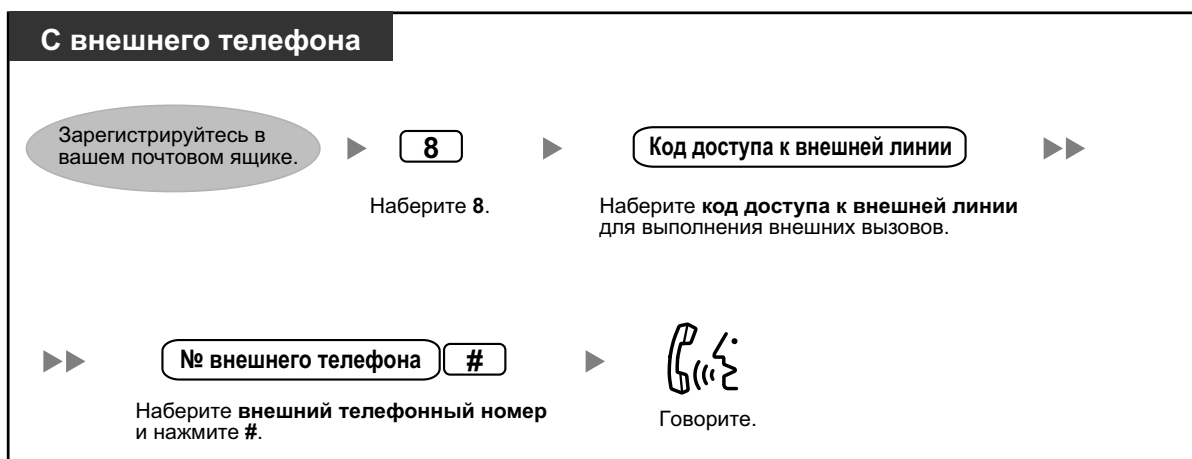 С внешнего телефона
Зарегистрируйтесь в
вашем почтовом ящике.
8
Код доступа к внешней линии
Наберите 8.
Наберите код доступа к внешней линии
для выполнения внешних вызовов.
№ внешнего телефона #
Наберите внешний телефонный номер
и нажмите #.
Говорите.